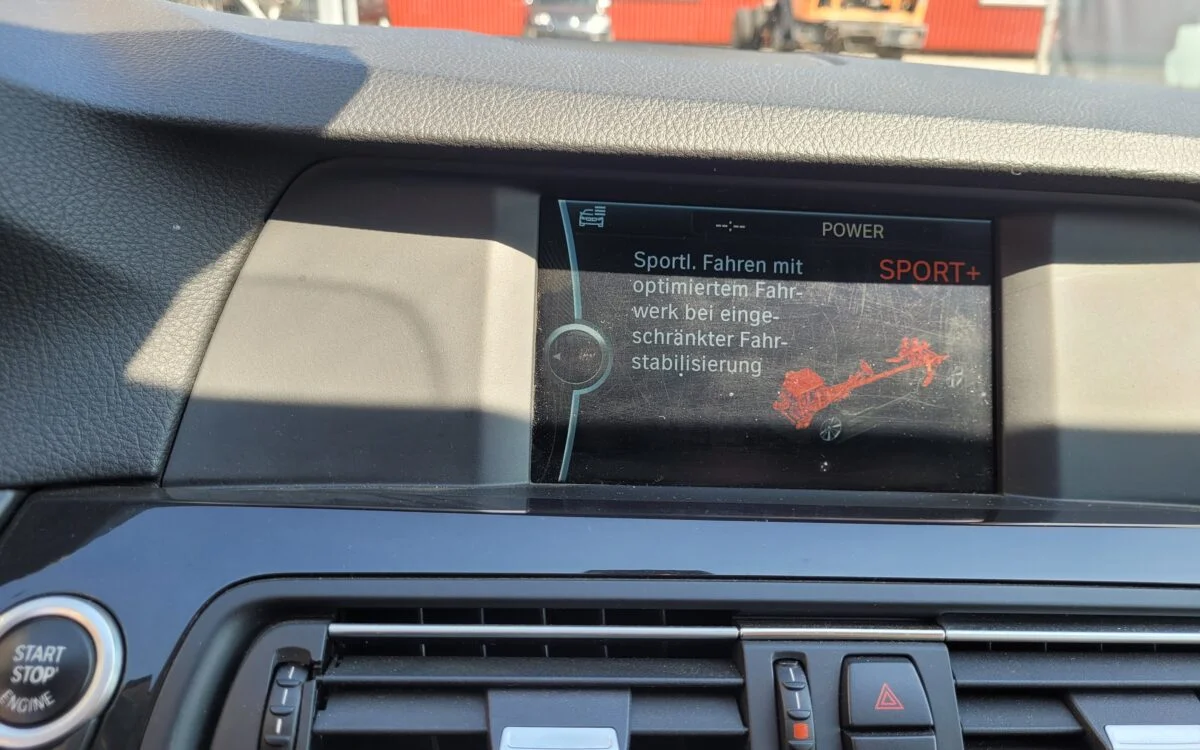 --:--
POWER
SPORT+
Sportl. Fahren mit
optimiertem Fahr-
werk bei einge-
schränkter Fahr-
stabilisierung
START
STOP
ENGINE